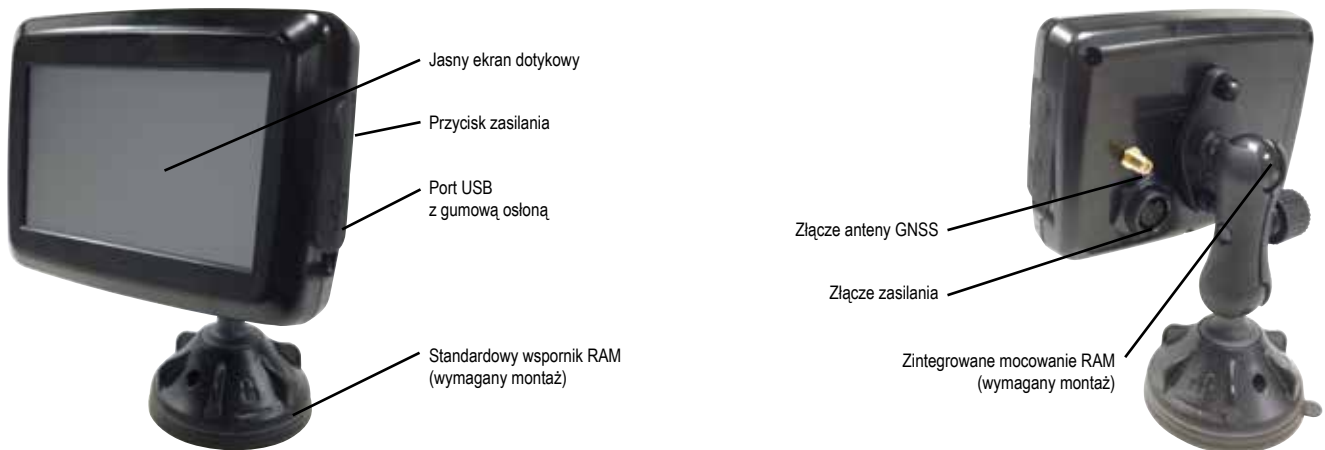 Jasny ekran dotykowy
Przycisk zasilania
Port USB
z gumową osłoną
Standardowy wspornik RAM
(wymagany montaż)
Złącze anteny GNSS
Złącze zasilania
Zintegrowane mocowanie RAM
(wymagany montaż)